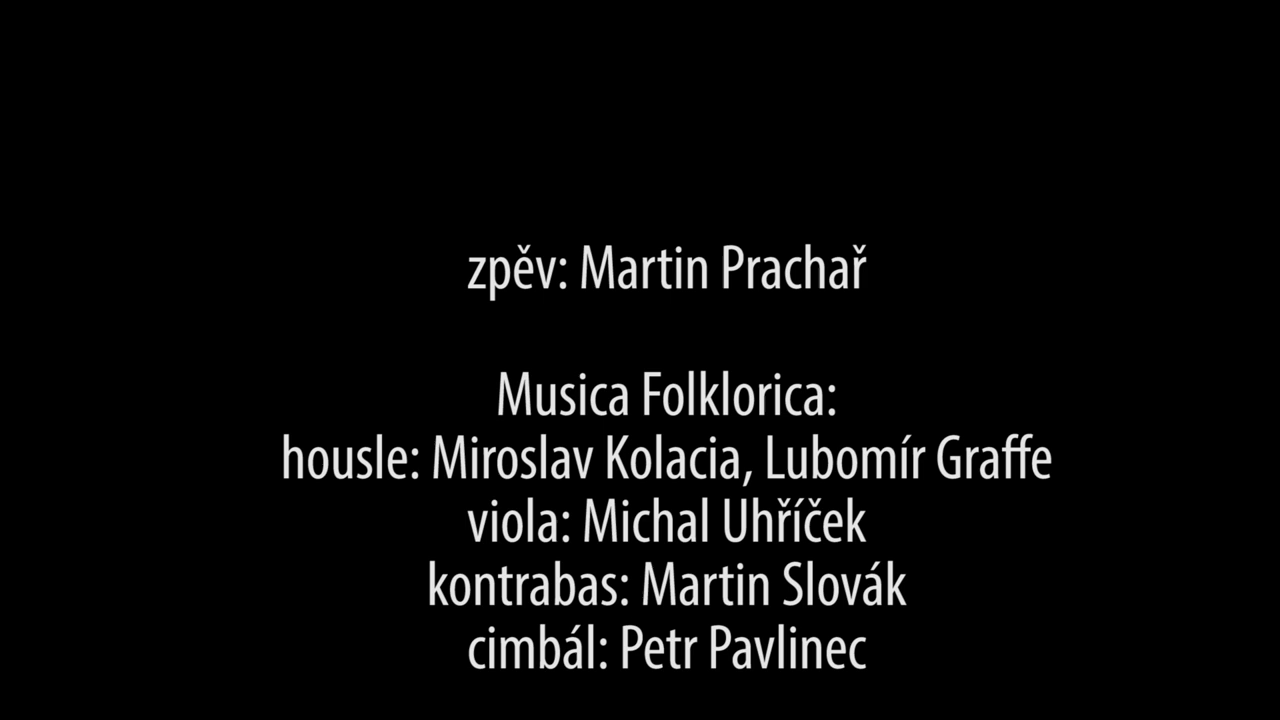 zpěv: Martin Prachař
Musica Folklorica:
housle: Miroslav Kolacia, Lubomír Graffe
viola: Michal Uhříček
kontrabas: Martin Slovák
cimbál: Petr Pavlinec